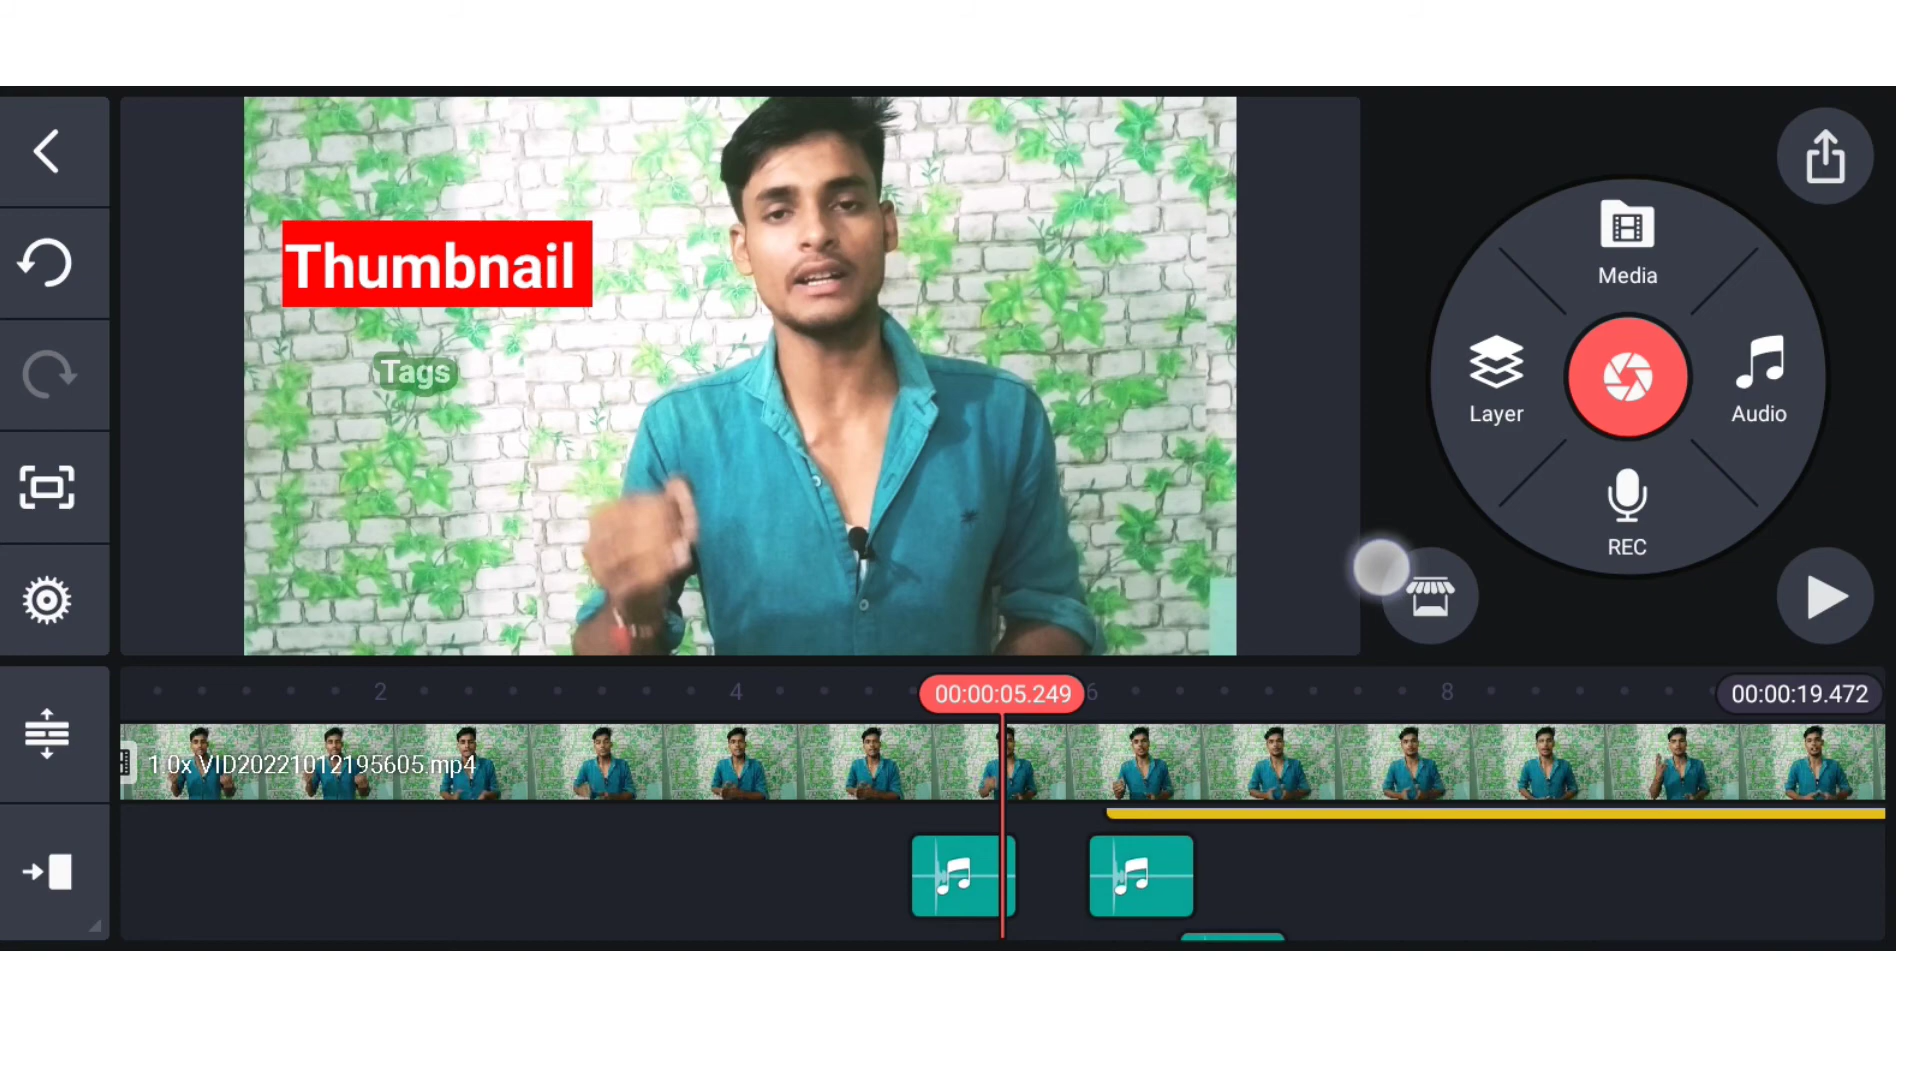 Thumbnail
Tags
Media
Layer
Audio
REC
2
4
00:00:05.249
6
8
00:00:19.472
1.0x VID20221012195605.mp4